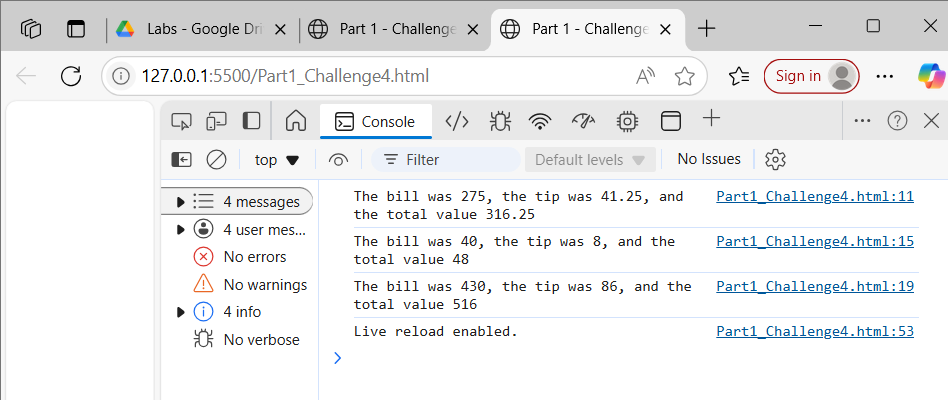 Labs - Google Dri
Part 1 - Challenge
Part 1 - Challenge
127.0.0.1:5500/Part1_Challenge4.html
Sign in
Console
top
Filter
Default levels
No Issues
4 messages
4 user mes...
No errors
No warnings
4 info
No verbose
The bill was 275, the tip was 41.25, and
the total value 316.25
Part1_Challenge4.html:11
The bill was 40, the tip was 8, and the
total value 48
Part1_Challenge4.html:15
The bill was 430, the tip was 86, and the
total value 516
Part1_Challenge4.html:19
Live reload enabled.
Part1_Challenge4.html:53